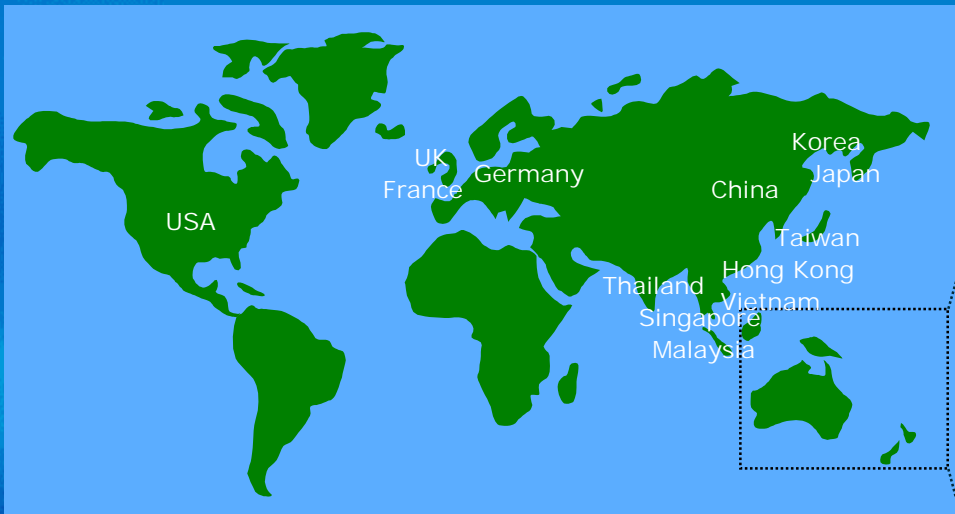 Korea
UK
Germany
Japan
France
China
USA
Taiwan
Hong Kong
Thailand
Vietnam
Singapore
Malaysia